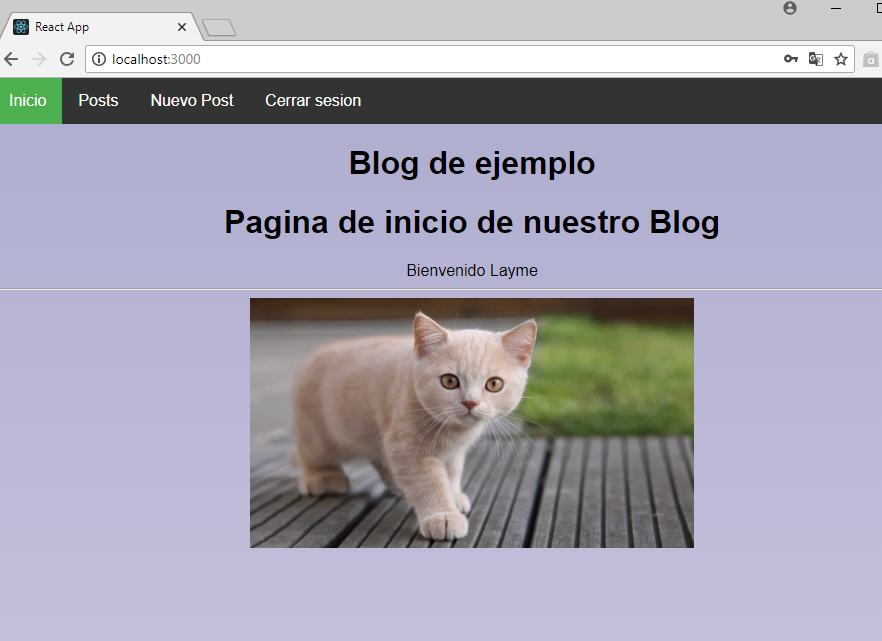 React App
localhost:3000
Inicio Posts Nuevo Post Cerrar sesion
Blog de ejemplo
Pagina de inicio de nuestro Blog
Bienvenido Layme